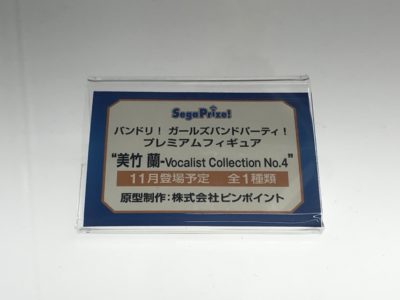 SegaPrize!
バンドリ！ ガールズバンドパーティ！
プレミアムフィギュア
“美竹 蘭-Vocalist Collection No.4”
11月登場予定　全1種類
原型制作：株式会社ピンポイント